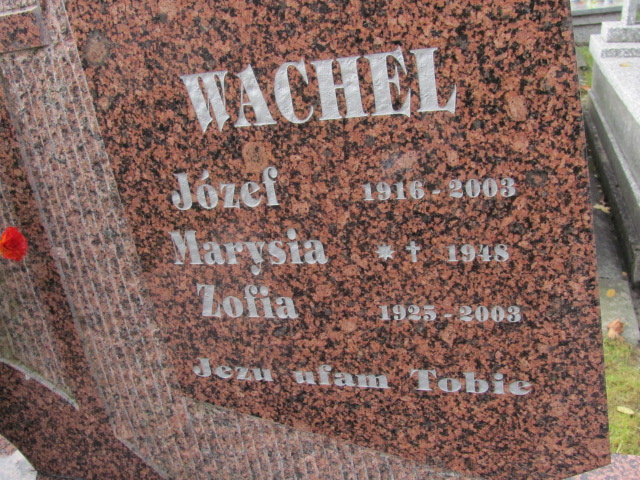 WACHEL
Józef 1916 - 2003
Marysia * † 1948
Zofia 1925 - 2003
Jezu ufam Tobie